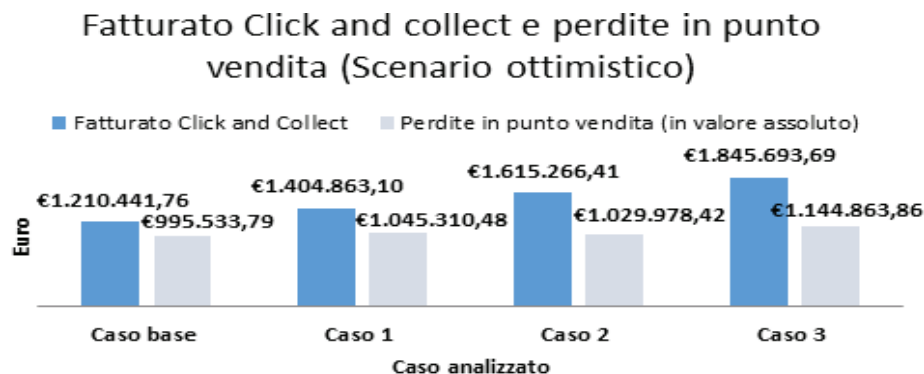 Fatturato Click and collect e perdite in punto
vendita (Scenario ottimistico)
Fatturato Click and Collect
Perdite in punto vendita (in valore assoluto)
€1.210.441,76
€995.533,79
€1.404.863,10
€1.045.310,48
€1.615.266,41
€1.029.978,42
€1.845.693,69
€1.144.863,86
Euro
Caso base
Caso 1
Caso 2
Caso 3
Caso analizzato